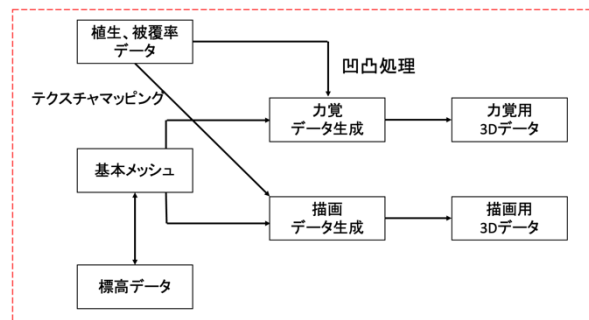 植生、被覆率
データ
凹凸処理
テクスチャマッピング
力覚
データ生成
力覚用
3Dデータ
基本メッシュ
描画
データ生成
描画用
3Dデータ
標高データ